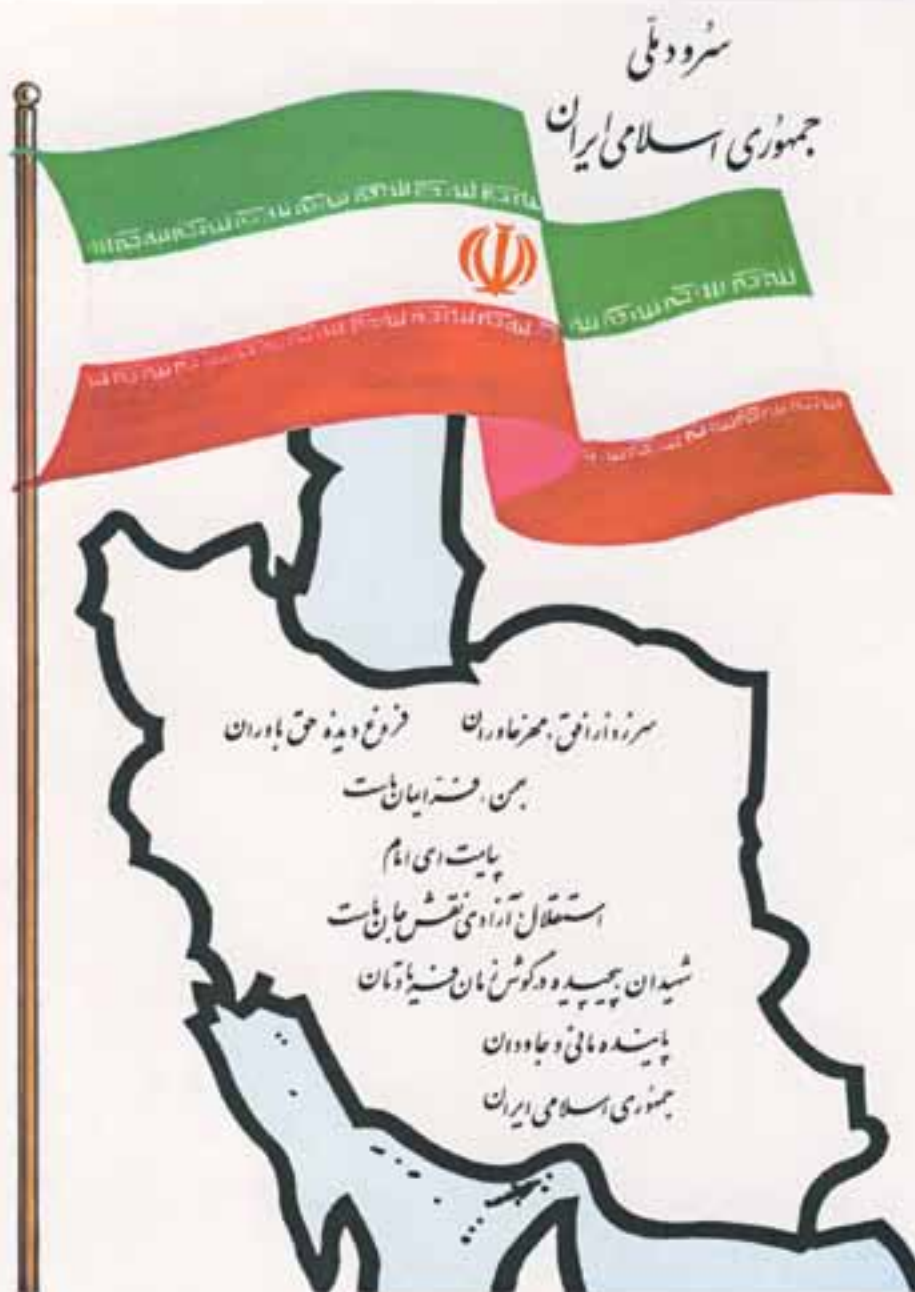 سرود ملّی
جمهوری اسلامی ایران
سر زد از افق، مهر خاوران فروغ دیده حق باوران
بهمن، فرّ ایمان ماست
پیامت ای امام
استقلال، آزادی نقش جان ماست
شهیدان پیچیده در گوش زمان فریادتان
پاینده مانی و جاودان
جمهوری اسلامی ایران